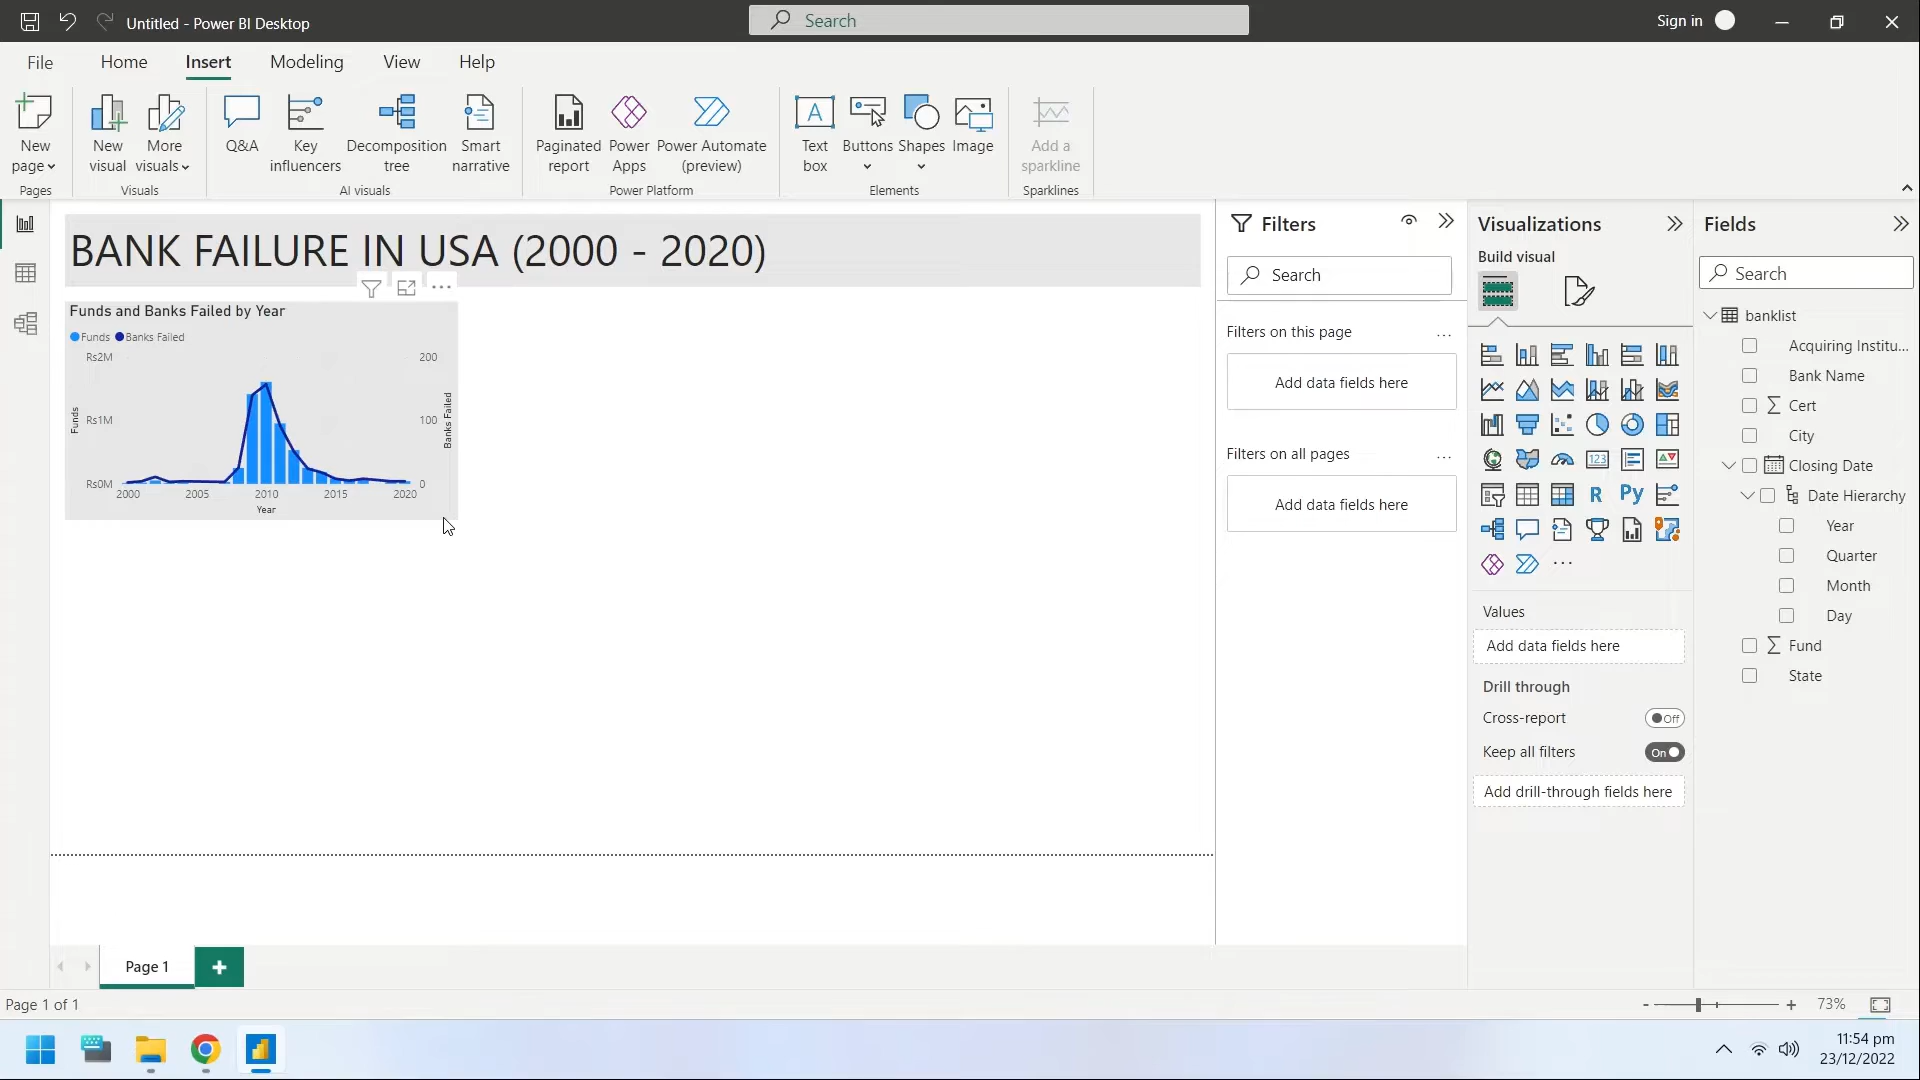 Untitled - Power BI Desktop
Search
Sign in
File
Home
Insert
Modeling
View
Help
New page
New visual
More visuals
Q&A
Key influencers
Decomposition tree
Smart narrative
Paginated report
Power Apps
Power Automate (preview)
Text box
Buttons
Shapes
Image
Add a sparkline
Pages
Visuals
AI visuals
Power Platform
Elements
Sparklines
BANK FAILURE IN USA (2000 - 2020)
Funds and Banks Failed by Year
Funds
Banks Failed
Rs2M
Rs1M
Rs0M
Funds
200
100
0
Banks Failed
2000
2005
2010
2015
2020
Year
Filters
Search
Filters on this page
...
Add data fields here
Filters on all pages
...
Add data fields here
Visualizations
Build visual
123
R
Py
...
Values
Add data fields here
Drill through
Cross-report
Off
Keep all filters
On
Add drill-through fields here
Fields
Search
banklist
Acquiring Institu...
Bank Name
Cert
City
Closing Date
Date Hierarchy
Year
Quarter
Month
Day
Fund
State
Page 1
Page 1 of 1
- + 73%
11:54 pm
23/12/2022